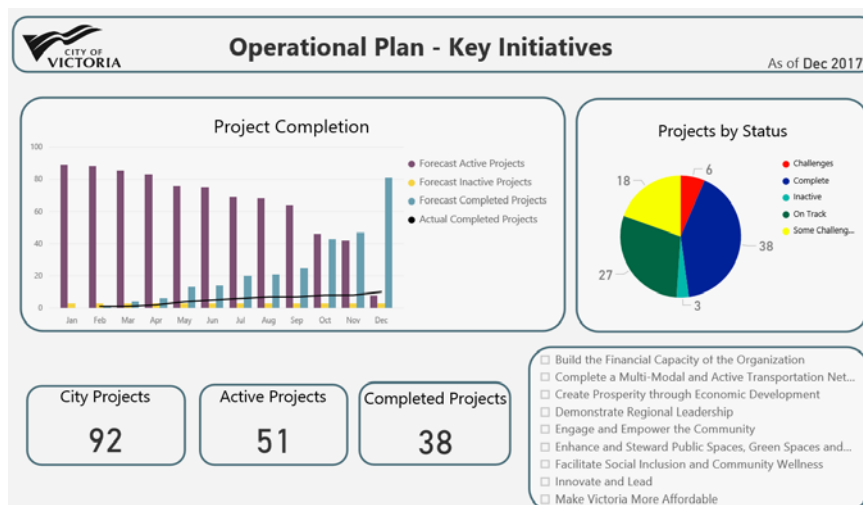 CITY OF
VICTORIA
Operational Plan - Key Initiatives
As of Dec 2017
Project Completion
100
80
60
40
20
0
Jan Feb Mar Apr May Jun Jul Aug Sep Oct Nov Dec
Forecast Active Projects
Forecast Inactive Projects
Forecast Completed Projects
Actual Completed Projects
Projects by Status
18
6
38
3
27
Challenges
Complete
Inactive
On Track
Some Challeng...
City Projects
92
Active Projects
51
Completed Projects
38
Build the Financial Capacity of the Organization
Complete a Multi-Modal and Active Transportation Net...
Create Prosperity through Economic Development
Demonstrate Regional Leadership
Engage and Empower the Community
Enhance and Steward Public Spaces, Green Spaces and...
Facilitate Social Inclusion and Community Wellness
Innovate and Lead
Make Victoria More Affordable